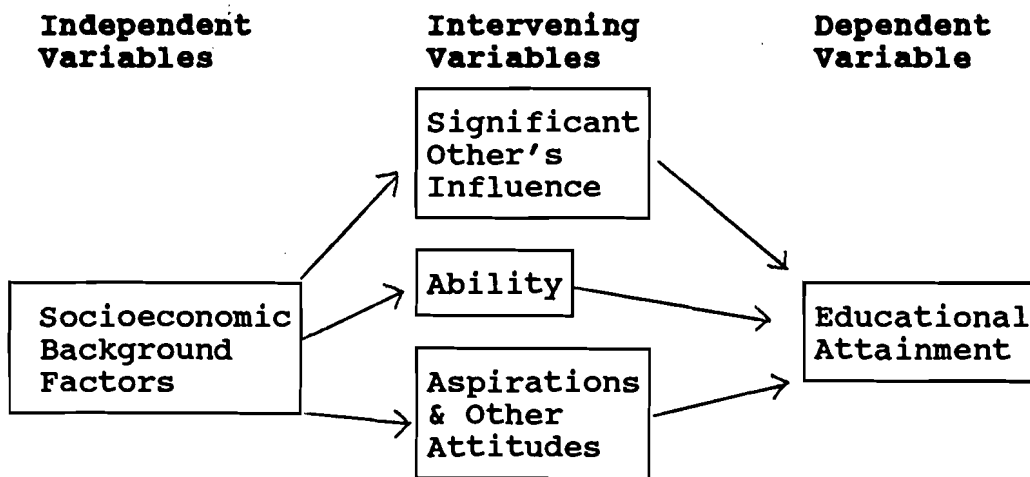 Independent
Variables
Intervening
Variables
Dependent
Variable
Significant
Other's
Influence
Ability
Aspirations
& Other
Attitudes
Socioeconomic
Background
Factors
Educational
Attainment